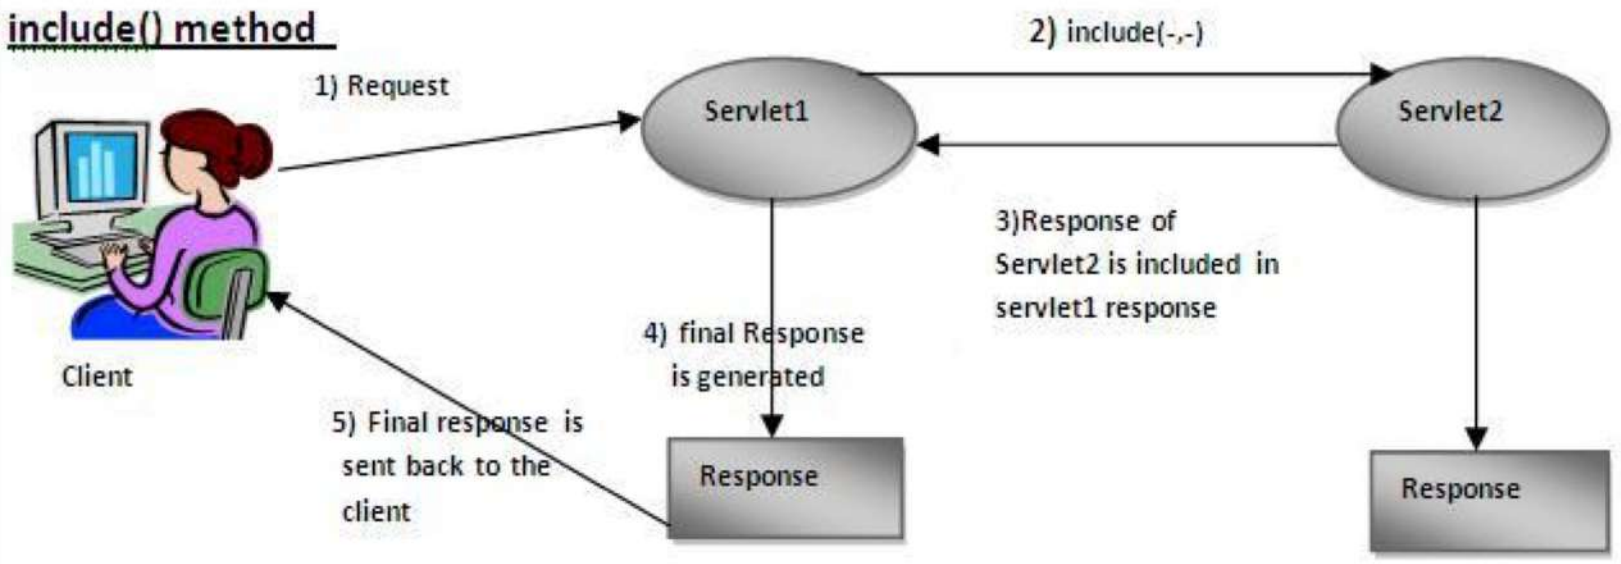 include() method
2) include(-,-)
1) Request
Servlet1
Servlet2
3)Response of
Servlet2 is included in
servlet1 response
4) final Response
is generated
Client
5) Final response is
sent back to the
client
Response
Response